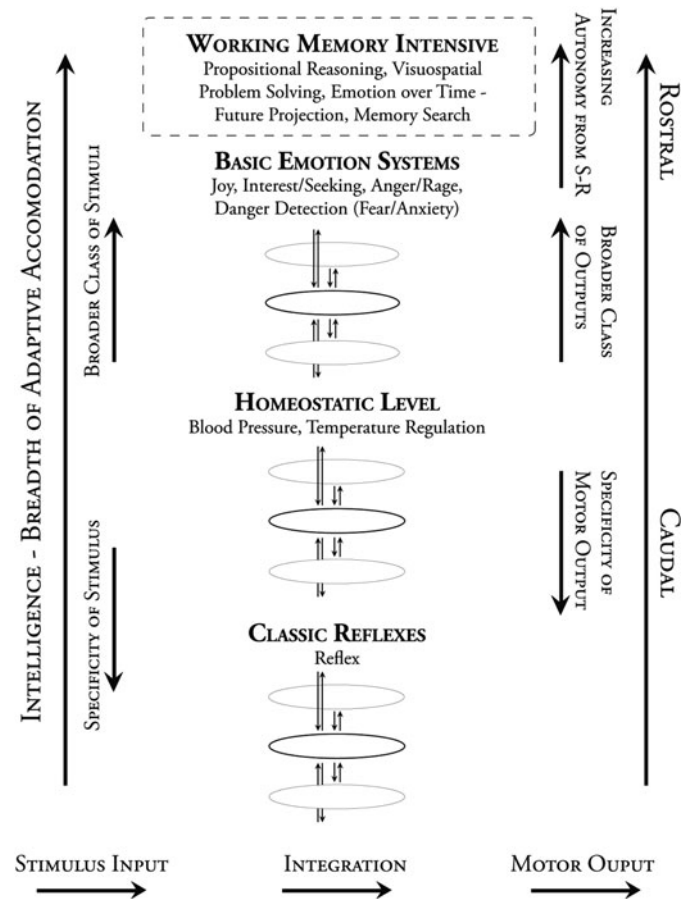 WORKING MEMORY INTENSIVE
Propositional Reasoning, Visuospatial
Problem Solving, Emotion over Time -
Future Projection, Memory Search
BASIC EMOTION SYSTEMS
Joy, Interest/Seeking, Anger/Rage,
Danger Detection (Fear/Anxiety)
HOMEOSTATIC LEVEL
Blood Pressure, Temperature Regulation
CLASSIC REFLEXES
Reflex
INTELLIGENCE - BREADTH OF ADAPTIVE ACCOMODATION
BROADER CLASS OF STIMULI
SPECIFICITY OF STIMULUS
INCREASING
AUTONOMY FROM S-R
BROADER CLASS
OF OUTPUTS
SPECIFICITY OF
MOTOR OUTPUT
ROSTRAL
CAUDAL
STIMULUS INPUT
INTEGRATION
MOTOR OUPUT